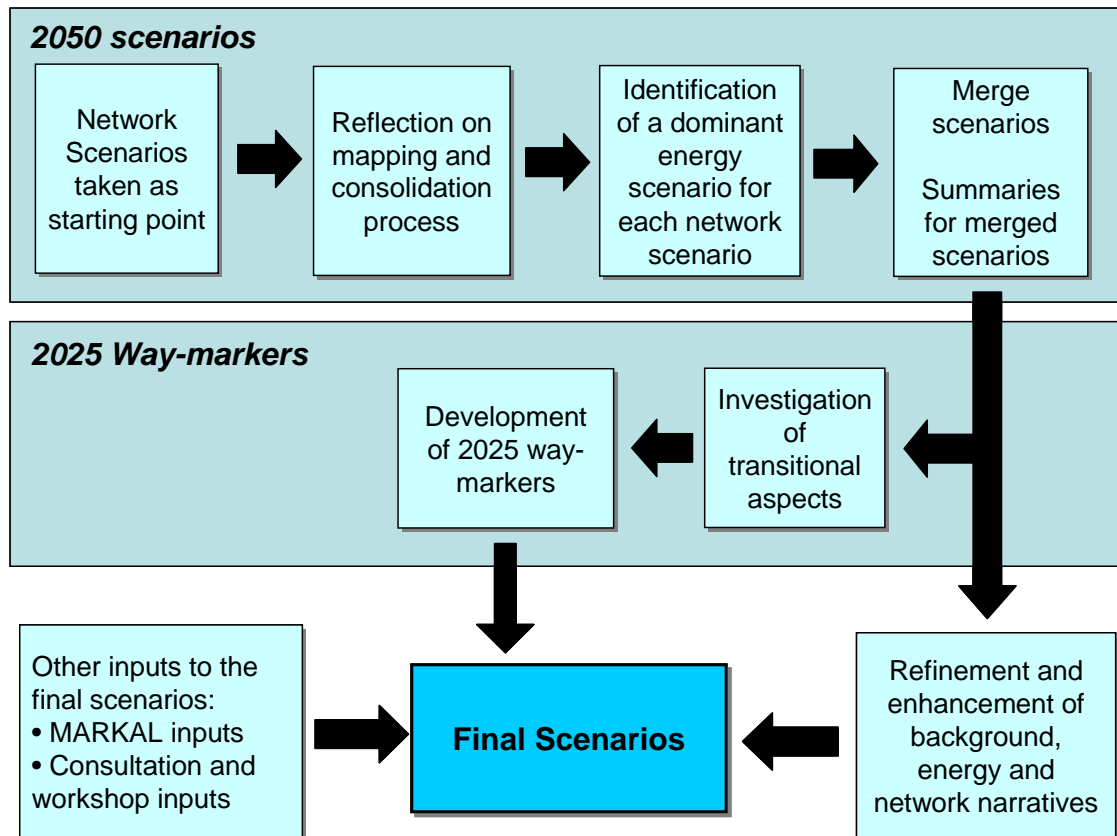 2050 scenarios
Network
Scenarios
taken as
starting point
Reflection on
mapping and
consolidation
process
Identification
of a dominant
energy
scenario for
each network
scenario
Merge
scenarios
Summaries
for merged
scenarios
2025 Way-markers
Development
of 2025 way-
markers
Investigation
of
transitional
aspects
Other inputs to the
final scenarios:
• MARKAL inputs
• Consultation and
workshop inputs
Final Scenarios
Refinement and
enhancement of
background,
energy and
network narratives